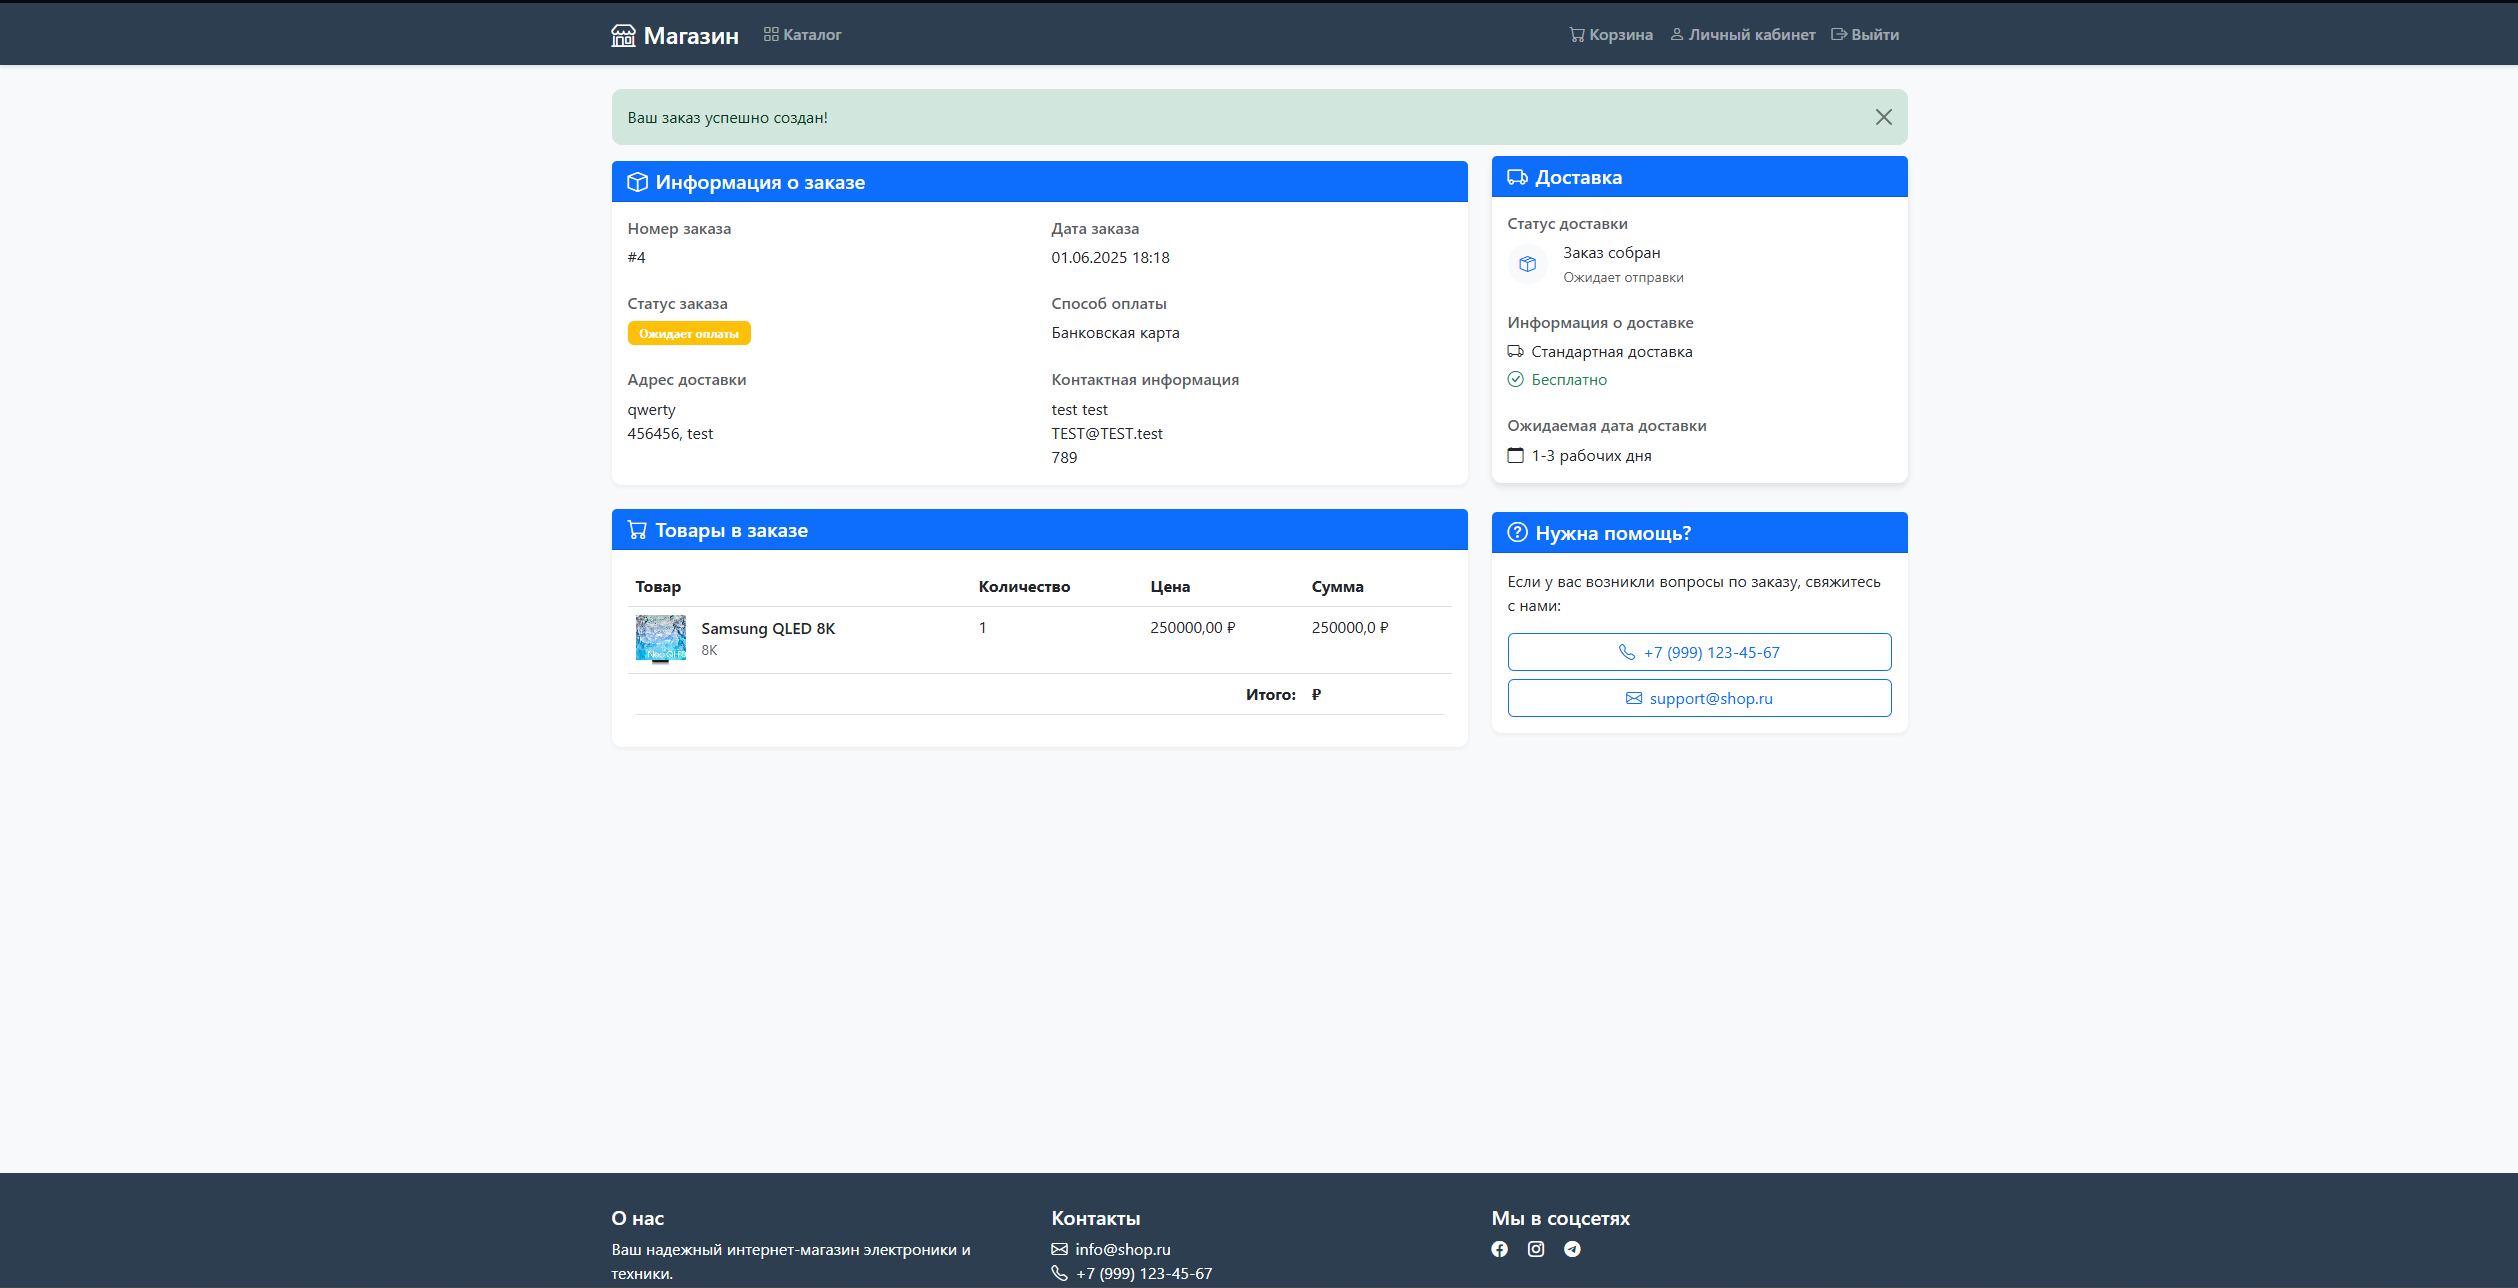 Магазин
Каталог
Корзина
Личный кабинет
Выйти
Ваш заказ успешно создан!
Информация о заказе
Номер заказа
#4
Дата заказа
01.06.2025 18:18
Статус заказа
Ожидает оплаты
Способ оплаты
Банковская карта
Адрес доставки
qwerty
456456, test
Контактная информация
test test
TEST@TEST.test
789
Доставка
Статус доставки
Заказ собран
Ожидает отправки
Информация о доставке
Стандартная доставка
Бесплатно
Ожидаемая дата доставки
1-3 рабочих дня
Товары в заказе
Товар Количество Цена Сумма
Samsung QLED 8K 1 250000,00 ₽ 250000,0 ₽
8K
Neo QLED
Итого: ₽
Нужна помощь?
Если у вас возникли вопросы по заказу, свяжитесь
с нами:
+7 (999) 123-45-67
support@shop.ru
О нас
Ваш надежный интернет-магазин электроники и
техники.
Контакты
info@shop.ru
+7 (999) 123-45-67
Мы в соцсетях